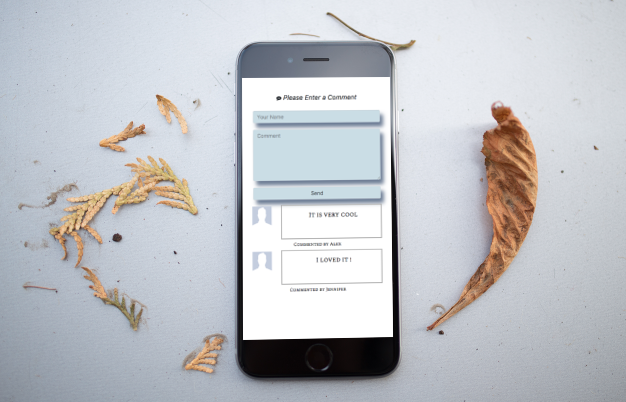 Please Enter a Comment
Your Name
Comment
Send
It is very cool
Commented by Alex
I loved it !
Commented by Jennifer